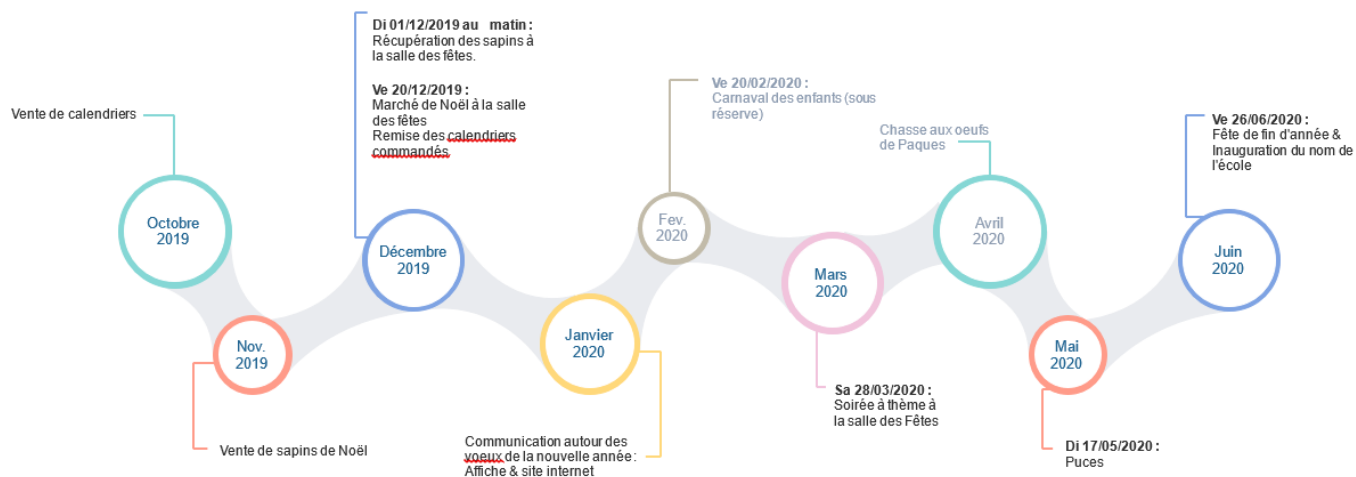 Vente de calendriers
Octobre
2019
Nov.
2019
Vente de sapins de Noël
Di 01/12/2019 au matin :
Récupération des sapins à
la salle des fêtes.
Ve 20/12/2019 :
Marché de Noël à la salle
des fêtes
Remise des calendriers
commandés
Décembre
2019
Janvier
2020
Communication autour des
voeux de la nouvelle année :
Affiche & site internet
Ve 20/02/2020 :
Carnaval des enfants (sous
réserve)
Fev.
2020
Mars
2020
Sa 28/03/2020 :
Soirée à thème à
la salle des Fêtes
Chasse aux oeufs
de Paques
Avril
2020
Mai
2020
Di 17/05/2020 :
Puces
Ve 26/06/2020 :
Fête de fin d'année &
Inauguration du nom de
l'école
Juin
2020